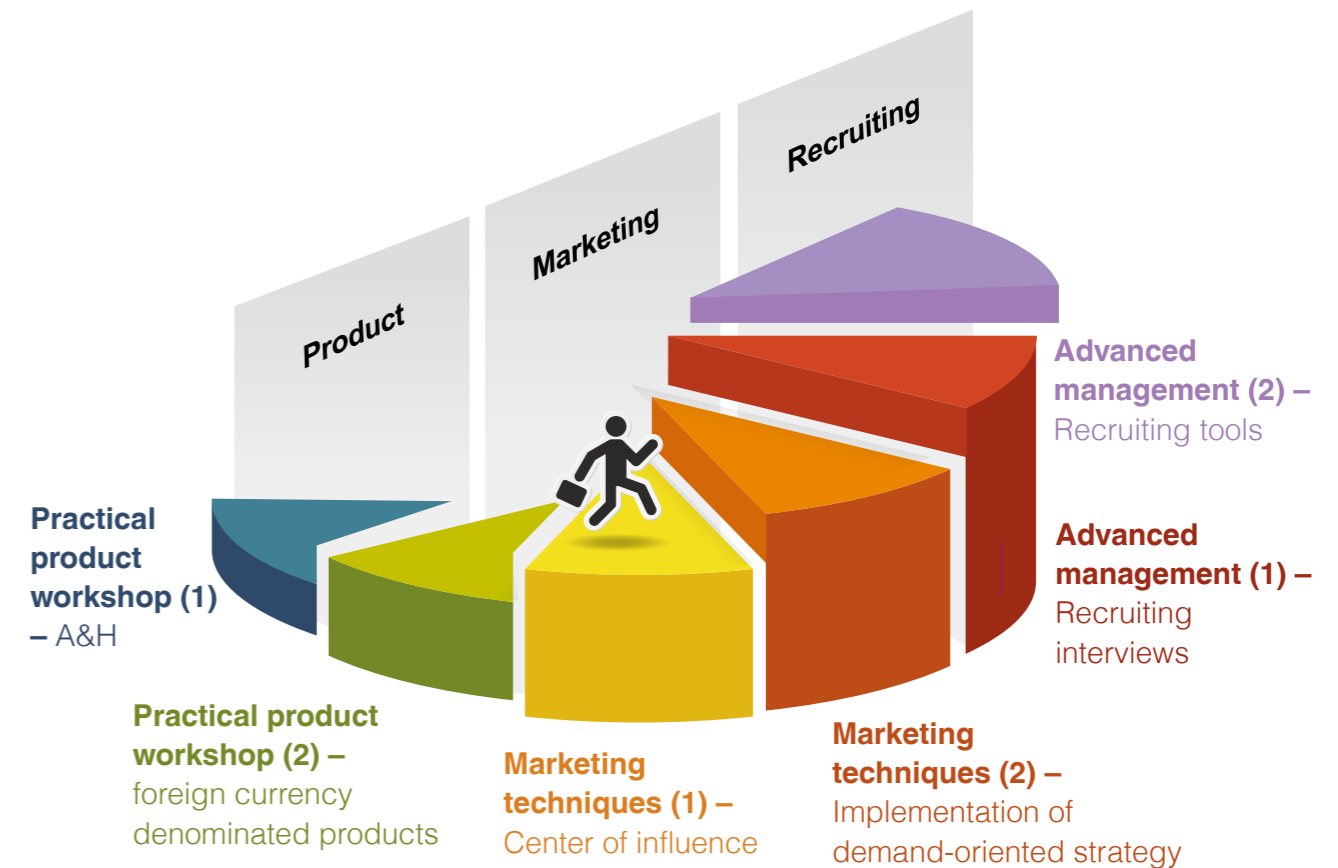 Product
Marketing
Recruiting
Practical
product
workshop (1)
– A&H
Practical product
workshop (2) –
foreign currency
denominated products
Marketing
techniques (1) –
Center of influence
Marketing
techniques (2) –
Implementation of
demand-oriented strategy
Advanced
management (1) –
Recruiting
interviews
Advanced
management (2) –
Recruiting tools